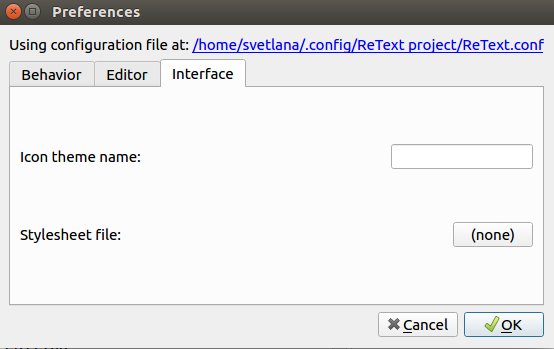 Preferences
Using configuration file at: /home/svetlana/.config/ReText project/ReText.conf
Behavior Editor Interface
Icon theme name:
Stylesheet file: (none)
Cancel OK